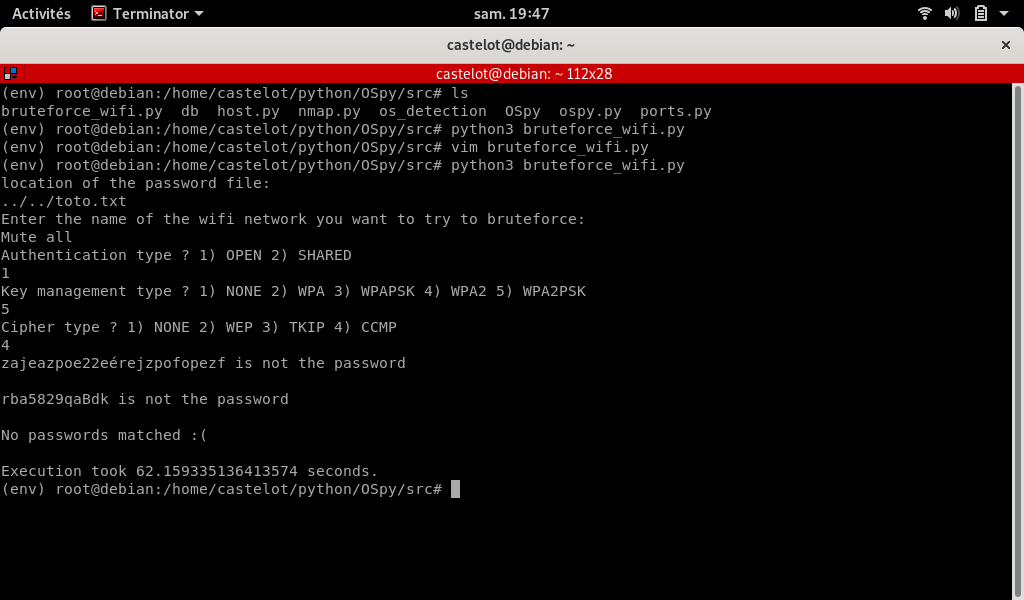 Activités Terminator sam. 19:47
castelot@debian: ~
castelot@debian: ~ 112x28
(env) root@debian:/home/castelot/python/OSpy/src# ls
bruteforce_wifi.py  db  host.py  nmap.py  os_detection  OSpy  ospy.py  ports.py
(env) root@debian:/home/castelot/python/OSpy/src# python3 bruteforce_wifi.py
(env) root@debian:/home/castelot/python/OSpy/src# vim bruteforce_wifi.py
(env) root@debian:/home/castelot/python/OSpy/src# python3 bruteforce_wifi.py
location of the password file:
../../toto.txt
Enter the name of the wifi network you want to try to bruteforce:
Mute all
Authentication type ? 1) OPEN 2) SHARED
1
Key management type ? 1) NONE 2) WPA 3) WPAPSK 4) WPA2 5) WPA2PSK
5
Cipher type ? 1) NONE 2) WEP 3) TKIP 4) CCMP
4
zajeazpoe22eérejzpofopezf is not the password
rba5829qaBdk is not the password
No passwords matched :(
Execution took 62.159335136413574 seconds.
(env) root@debian:/home/castelot/python/OSpy/src#